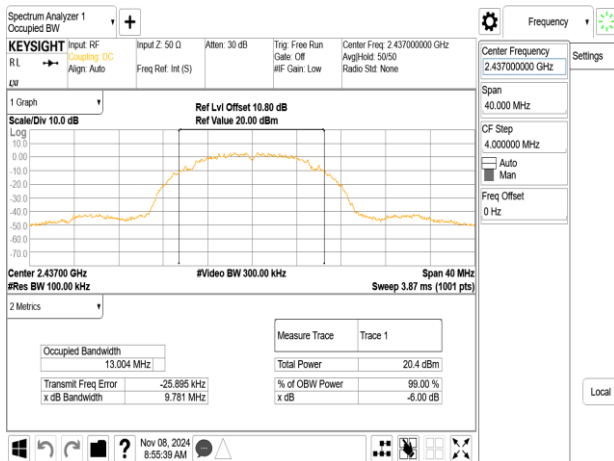 Spectrum Analyzer 1
Occupied BW
Frequency
KEYSIGHT
R L
LXI
Input: RF
Coupling: DC
Align: Auto
Input Z: 50 Ω
Freq Ref: Int (S)
Atten: 30 dB
Trig: Free Run
Gate: Off
#IF Gain: Low
Center Freq: 2.437000000 GHz
Avg|Hold: 50/50
Radio Std: None
Center Frequency
2.437000000 GHz
Settings
Span
40.000 MHz
CF Step
4.000000 MHz
Auto
Man
Freq Offset
0 Hz
Local
1 Graph
Scale/Div 10.0 dB
Ref Lvl Offset 10.80 dB
Ref Value 20.00 dBm
Log
10.0
0.00
-10.0
-20.0
-30.0
-40.0
-50.0
-60.0
-70.0
Center 2.43700 GHz
#Res BW 100.00 kHz
#Video BW 300.00 kHz
Span 40 MHz
Sweep 3.87 ms (1001 pts)
2 Metrics
Occupied Bandwidth
13.004 MHz
Transmit Freq Error -25.895 kHz
x dB Bandwidth 9.781 MHz
Measure Trace Trace 1
Total Power 20.4 dBm
% of OBW Power 99.00 %
x dB -6.00 dB
?
Nov 08, 2024
8:55:39 AM